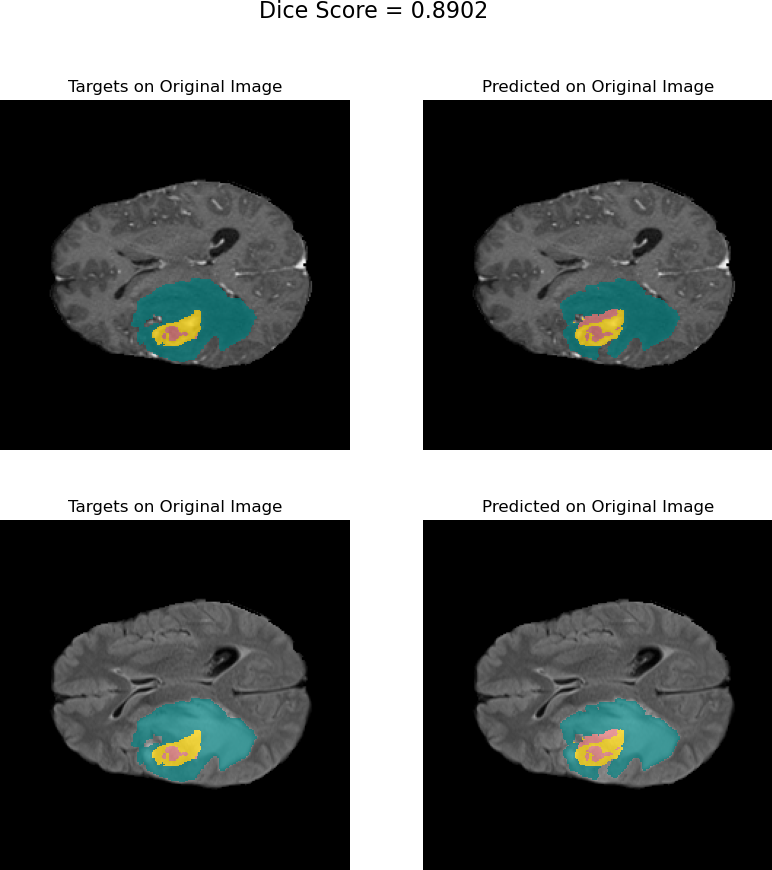 Dice Score = 0.8902
Targets on Original Image
Predicted on Original Image
Targets on Original Image
Predicted on Original Image